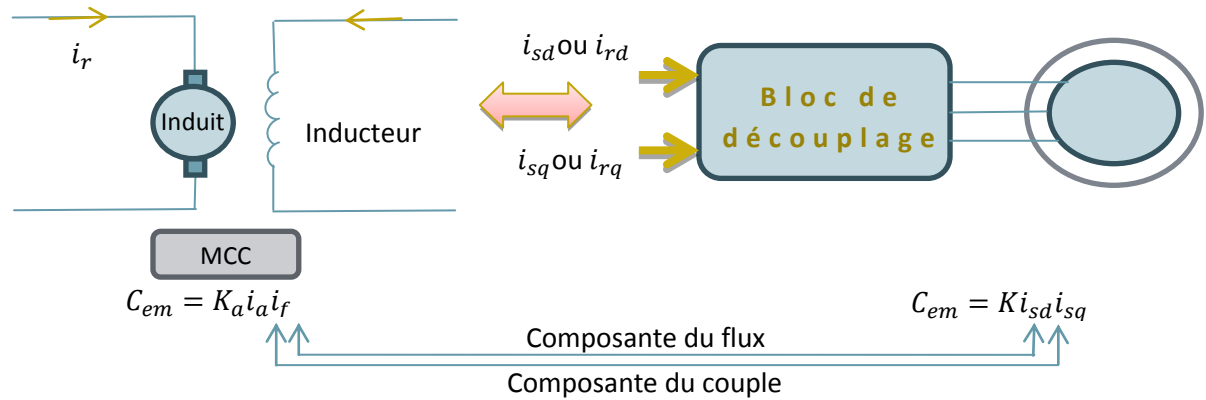 i_r
Induit
Inducteur
i_sd ou i_rd
i_sq ou i_rq
Bloc de
découplage
MCC
C_em = K_a i_a i_f
C_em = K i_sd i_sq
Composante du flux
Composante du couple